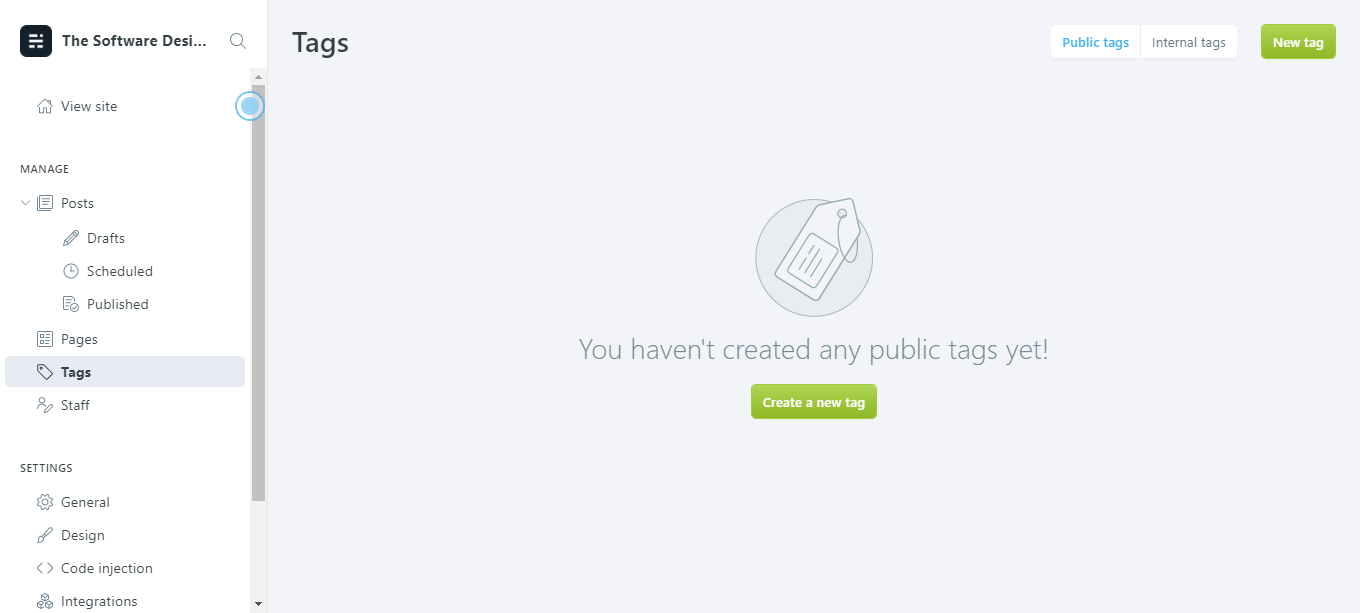 The Software Desi...
View site
MANAGE
Posts
Drafts
Scheduled
Published
Pages
Tags
Staff
SETTINGS
General
Design
Code injection
Integrations
Tags
Public tags
Internal tags
New tag
You haven't created any public tags yet!
Create a new tag